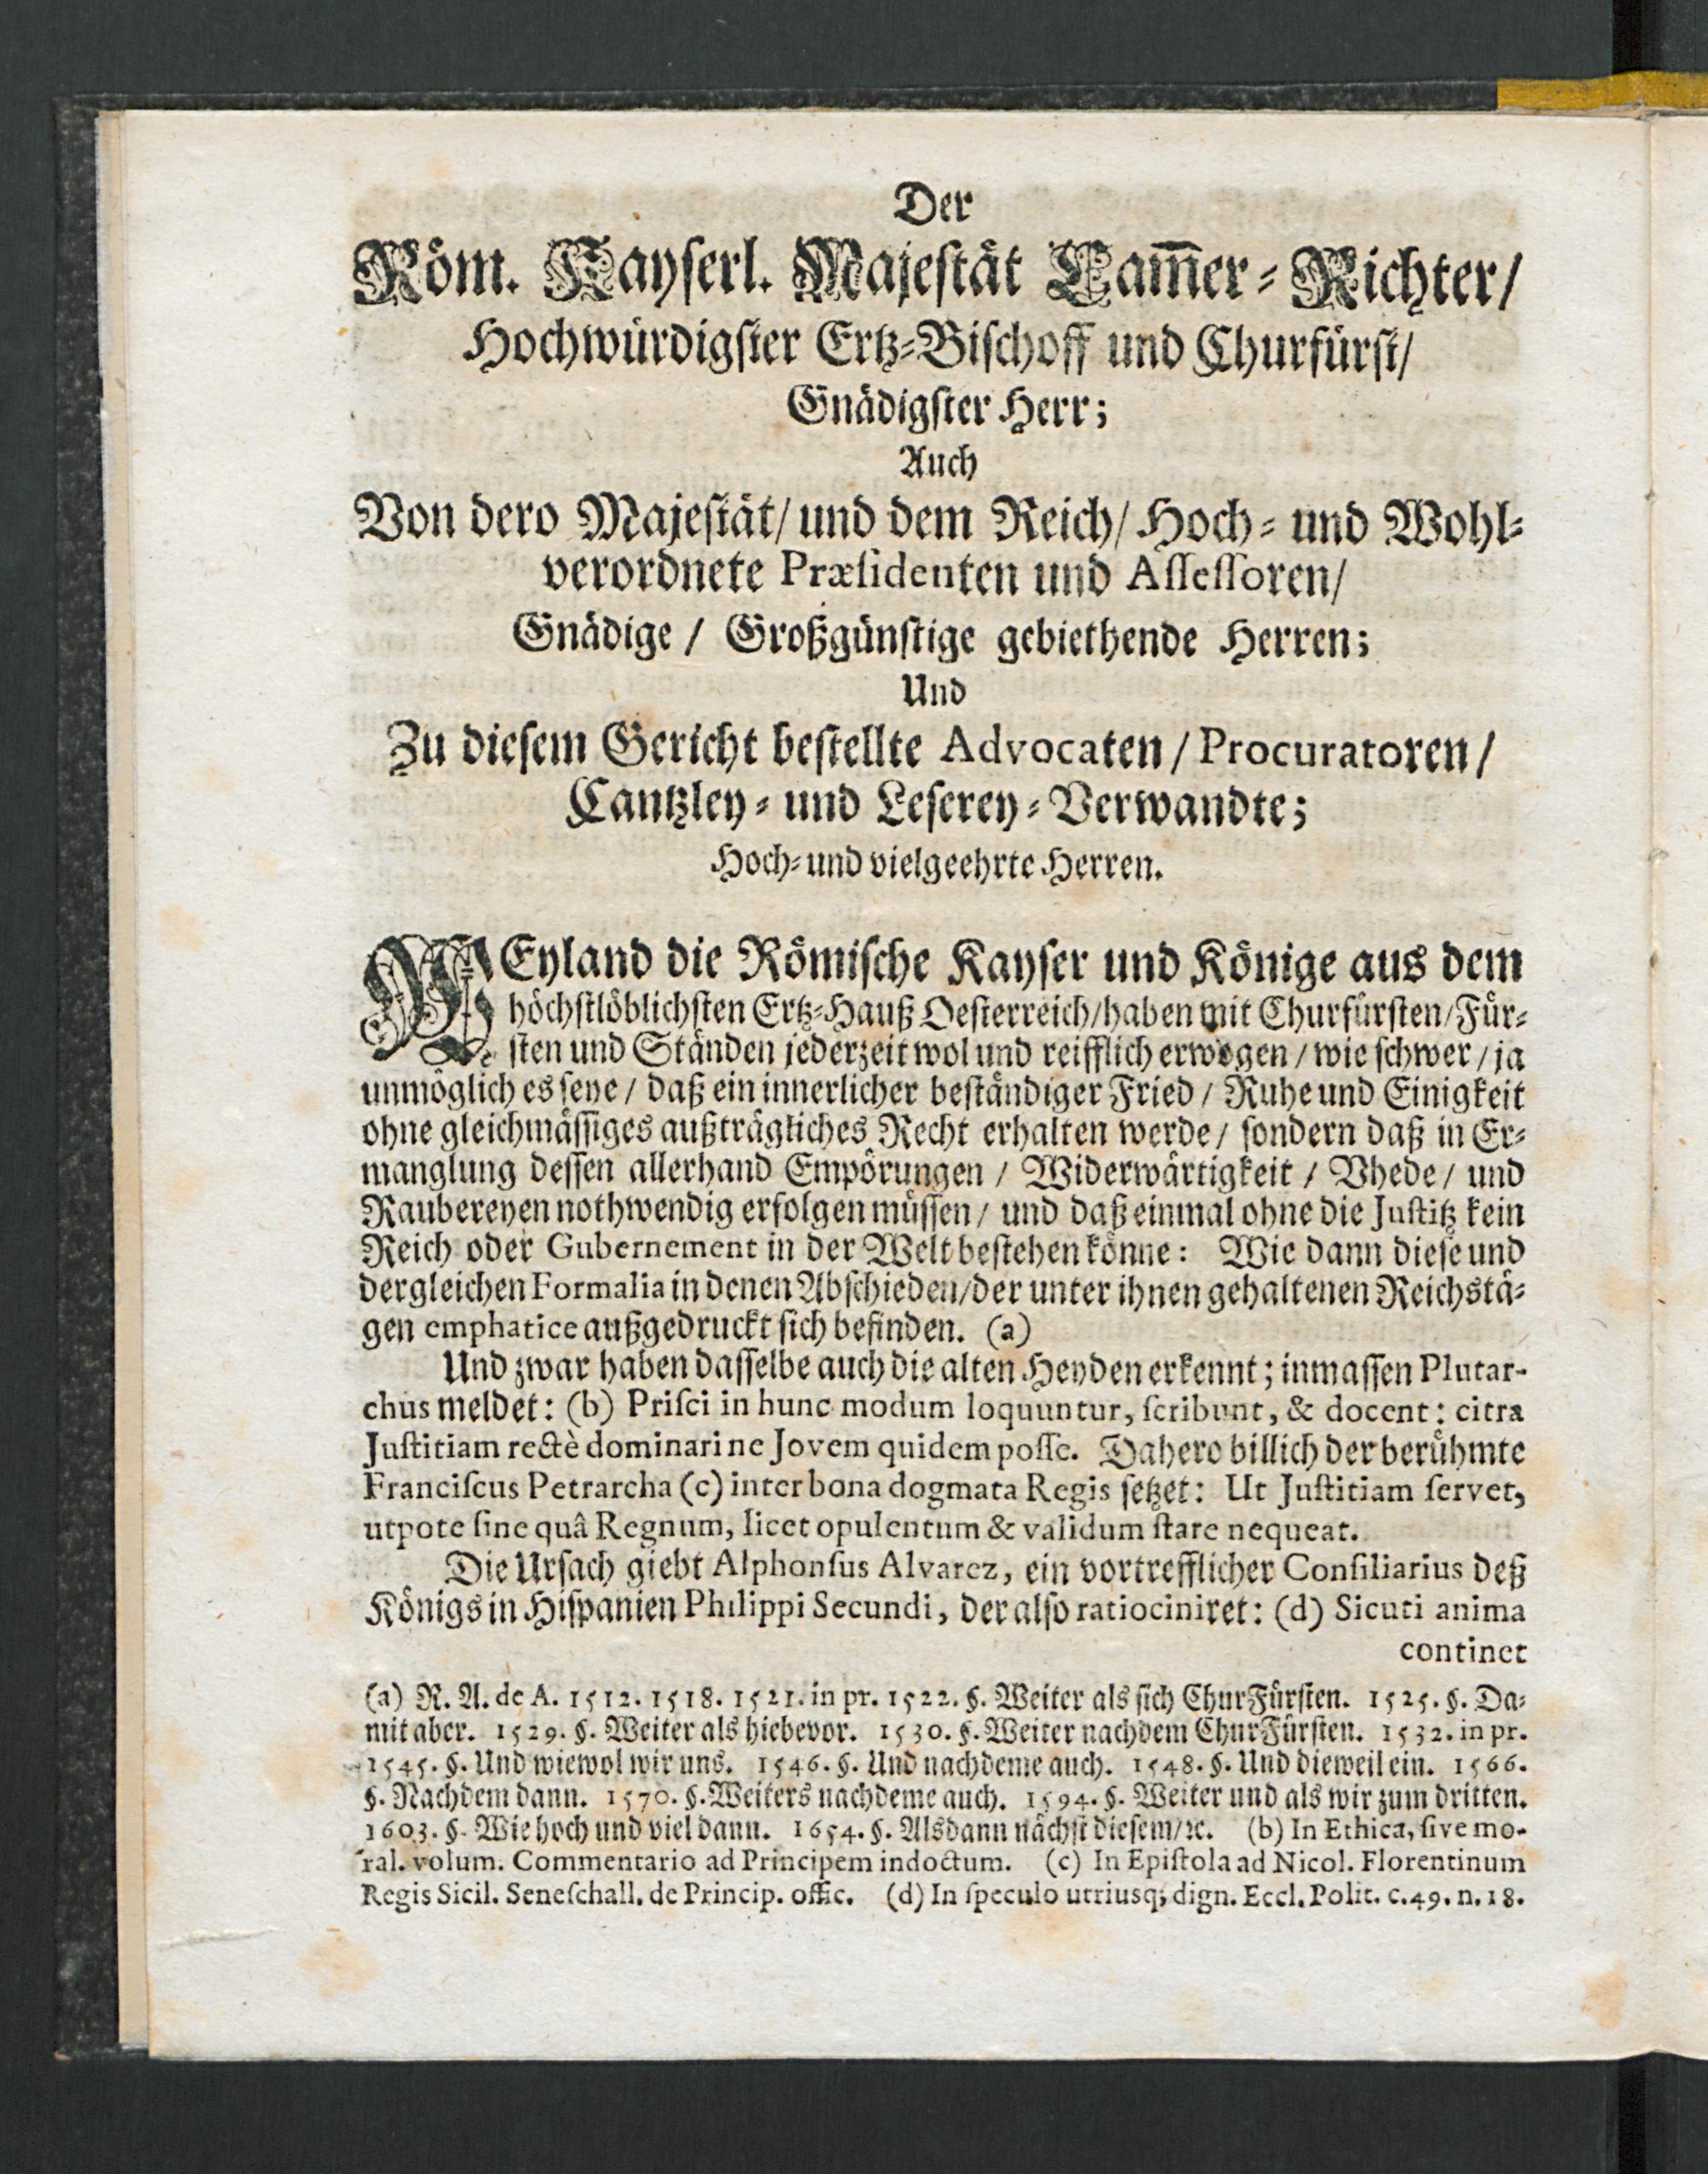 Der
Röm. Kayserl. Majestät Cam̅er-Richter/
Hochwürdigster Ertz-Bischoff und Churfürst/
Gnädigster Herr;
Auch
Von dero Majestät/ und dem Reich/ Hoch- und Wohl-
verordnete Præsidenten und Assessoren/
Gnädige / Großgünstige gebiethende Herren;
Und
Zu diesem Gericht bestellte Advocaten / Procuratoren /
Cantzley- und Leserey-Verwandte;
Hoch- und vielgeehrte Herren.
WEyland die Römische Kayser und Könige aus dem
höchstlöblichsten Ertz-Hauß Oesterreich/haben mit Churfürsten/Für-
sten und Ständen jederzeit wol und reifflich erwogen / wie schwer / ja
unmöglich es seye / daß ein innerlicher beständiger Fried / Ruhe und Einigkeit
ohne gleichmässiges außträgliches Recht erhalten werde / sondern daß in Er-
manglung dessen allerhand Empörungen / Widerwärtigkeit / Vhede / und
Raubereyen nothwendig erfolgen müssen / und daß einmal ohne die Justitz kein
Reich oder Gubernement in der Welt bestehen könne: Wie dann diese und
dergleichen Formalia in denen Abschieden/der unter ihnen gehaltenen Reichstä-
gen emphatice außgedruckt sich befinden. (a)
Und zwar haben dasselbe auch die alten Heyden erkennt; inmassen Plutar-
chus meldet: (b) Prisci in hunc modum loquuntur, scribunt, & docent: citra
Justitiam rectè dominari ne Jovem quidem posse. Dahero billich der berühmte
Franciscus Petrarcha (c) inter bona dogmata Regis setzet: Ut Justitiam servet,
utpote sine quâ Regnum, licet opulentum & validum stare nequeat.
Die Ursach giebt Alphonsus Alvarez, ein vortrefflicher Consiliarius deß
Königs in Hispanien Philippi Secundi, der also ratiociniret: (d) Sicuti anima
continet
(a) R. A. de A. 1512. 1518. 1521. in pr. 1522. §. Weiter als sich ChurFürsten. 1525. §. Da-
mit aber. 1529. §. Weiter als hiebevor. 1530. §. Weiter nachdem ChurFürsten. 1532. in pr.
1545. §. Und wiewol wir uns. 1546. §. Und nachdeme auch. 1548. §. Und dieweil ein. 1566.
§. Nachdem dann. 1570. §. Weiters nachdeme auch. 1594. §. Weiter und als wir zum dritten.
1603. §. Wie hoch und viel dann. 1654. §. Alsdann nächst diesem/ꝛc. (b) In Ethica, sive mo-
ral. volum. Commentario ad Principem indoctum. (c) In Epistola ad Nicol. Florentinum
Regis Sicil. Seneschall. de Princip. offic. (d) In speculo utriusq; dign. Eccl. Polit. c. 49. n. 18.